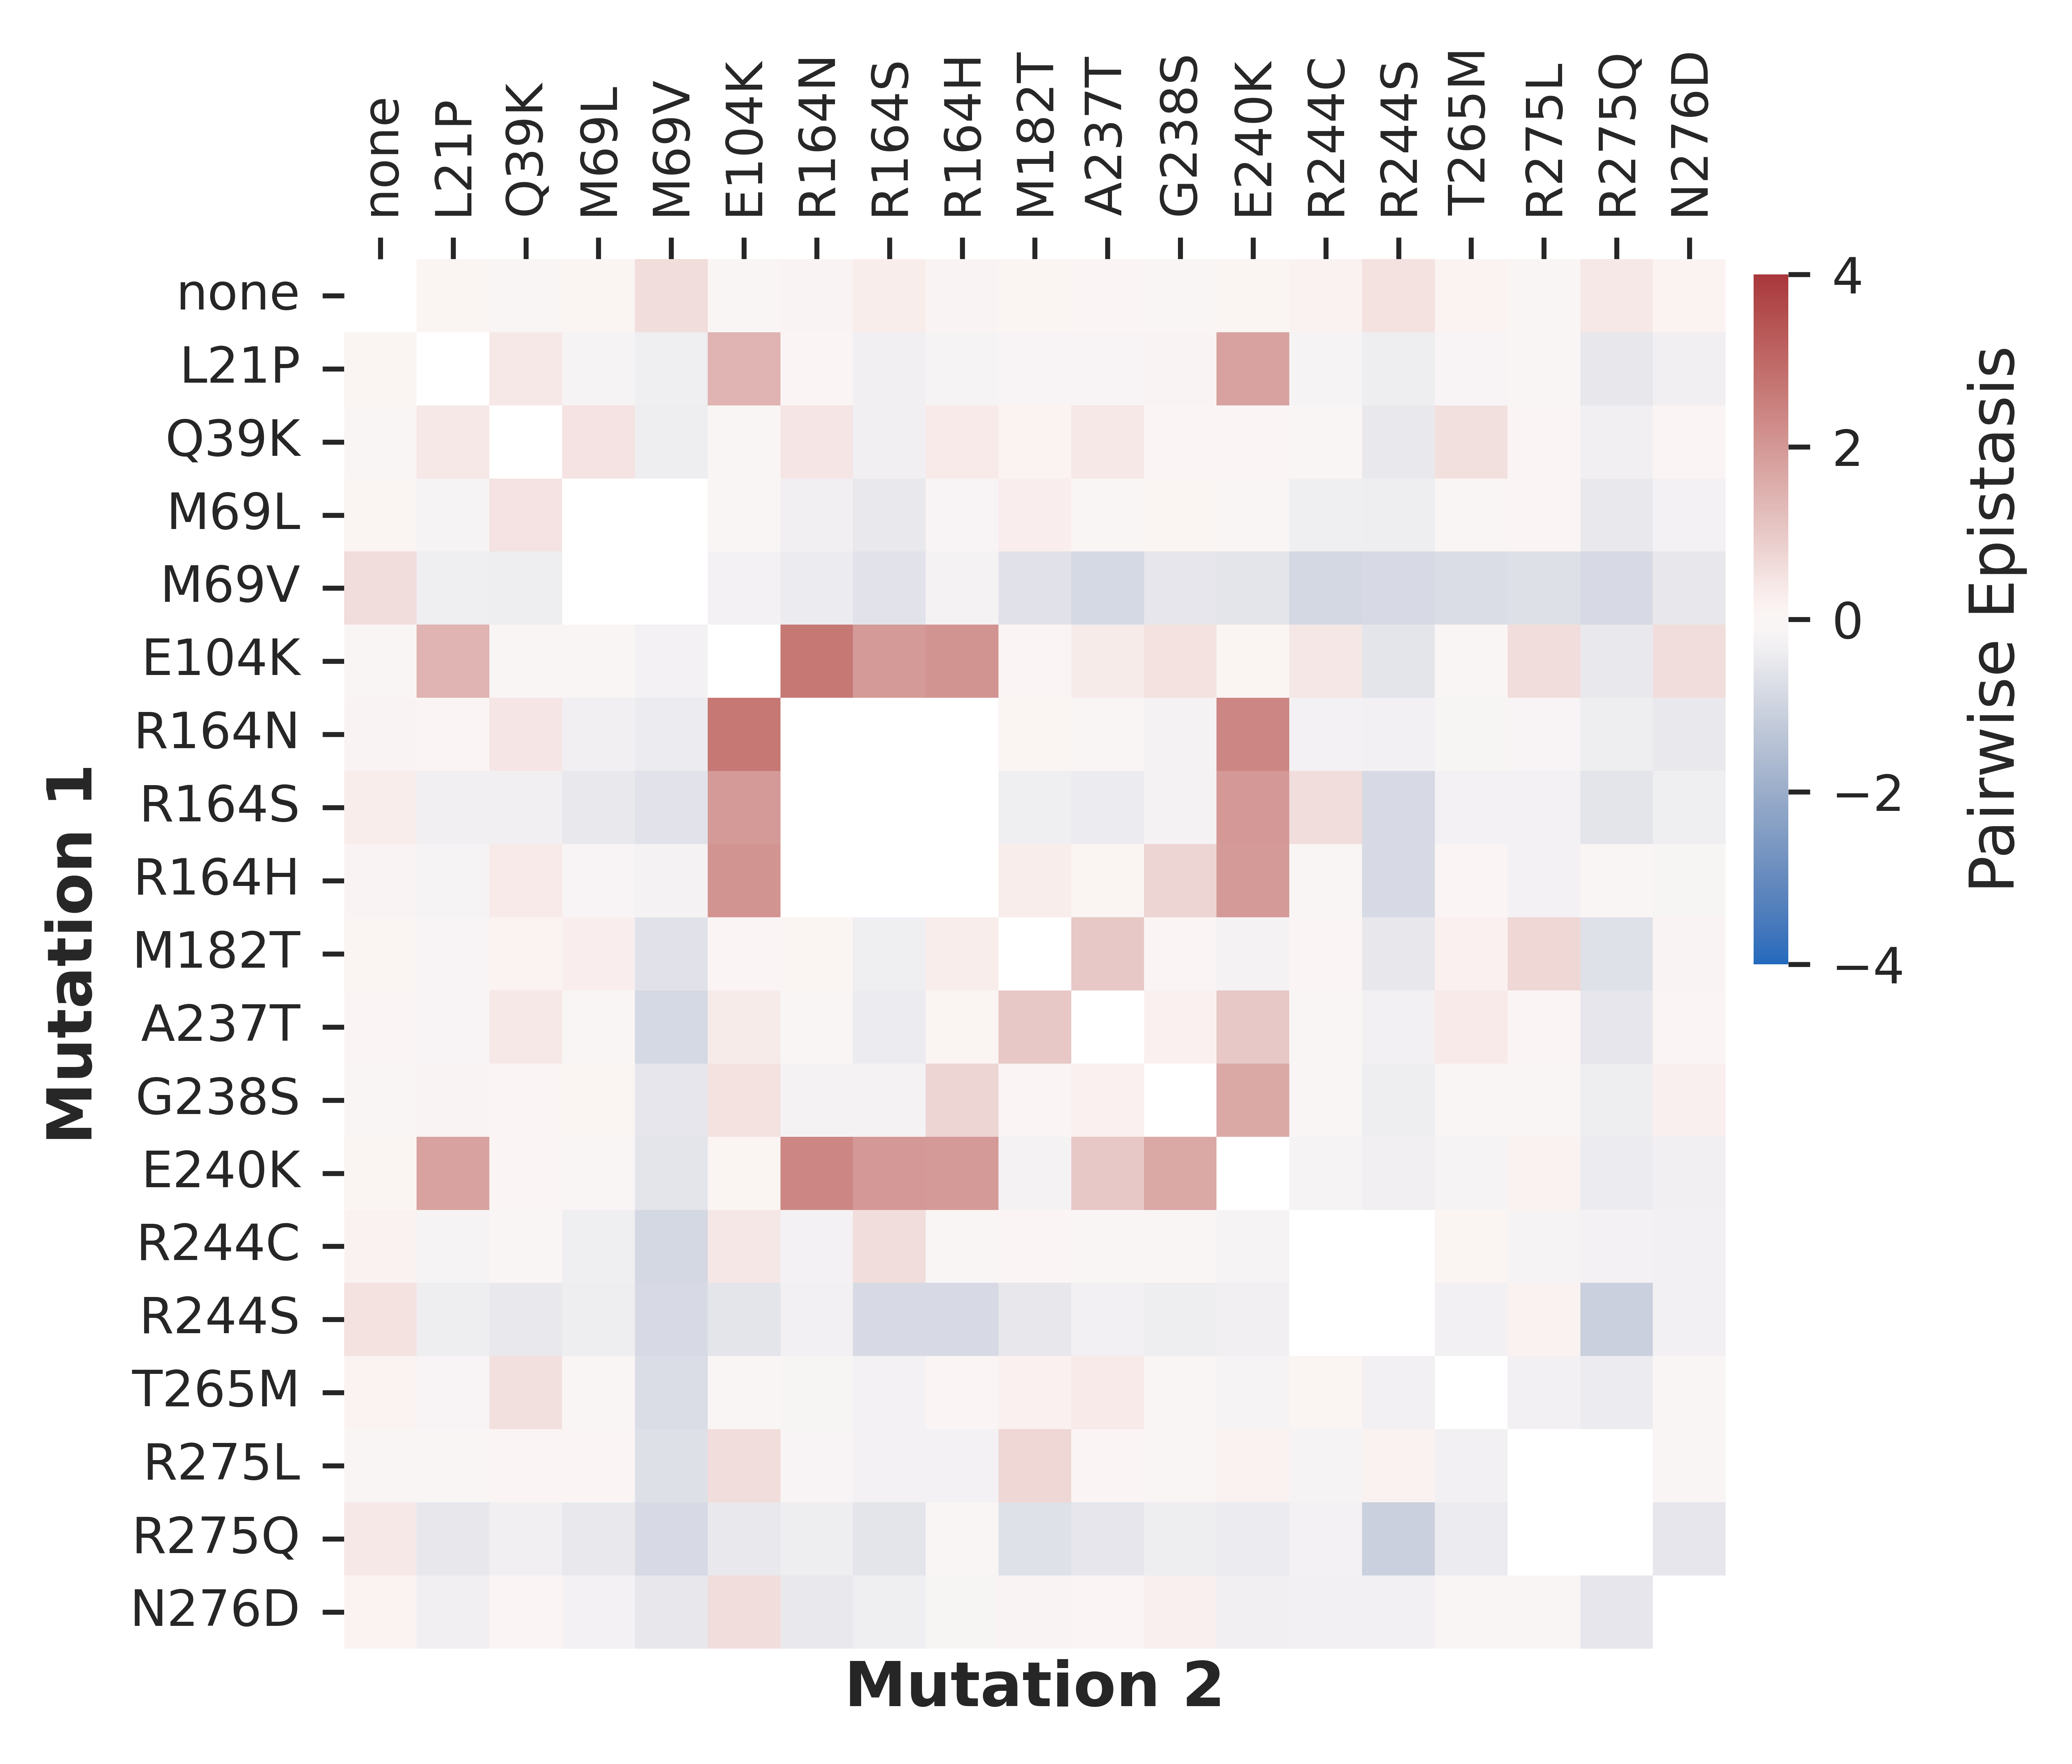 none
L21P
Q39K
M69L
M69V
E104K
R164N
R164S
R164H
M182T
A237T
G238S
E240K
R244C
R244S
T265M
R275L
R275Q
N276D
none
L21P
Q39K
M69L
M69V
E104K
R164N
R164S
R164H
M182T
A237T
G238S
E240K
R244C
R244S
T265M
R275L
R275Q
N276D
Mutation 1
Mutation 2
4
2
0
−2
−4
Pairwise Epistasis